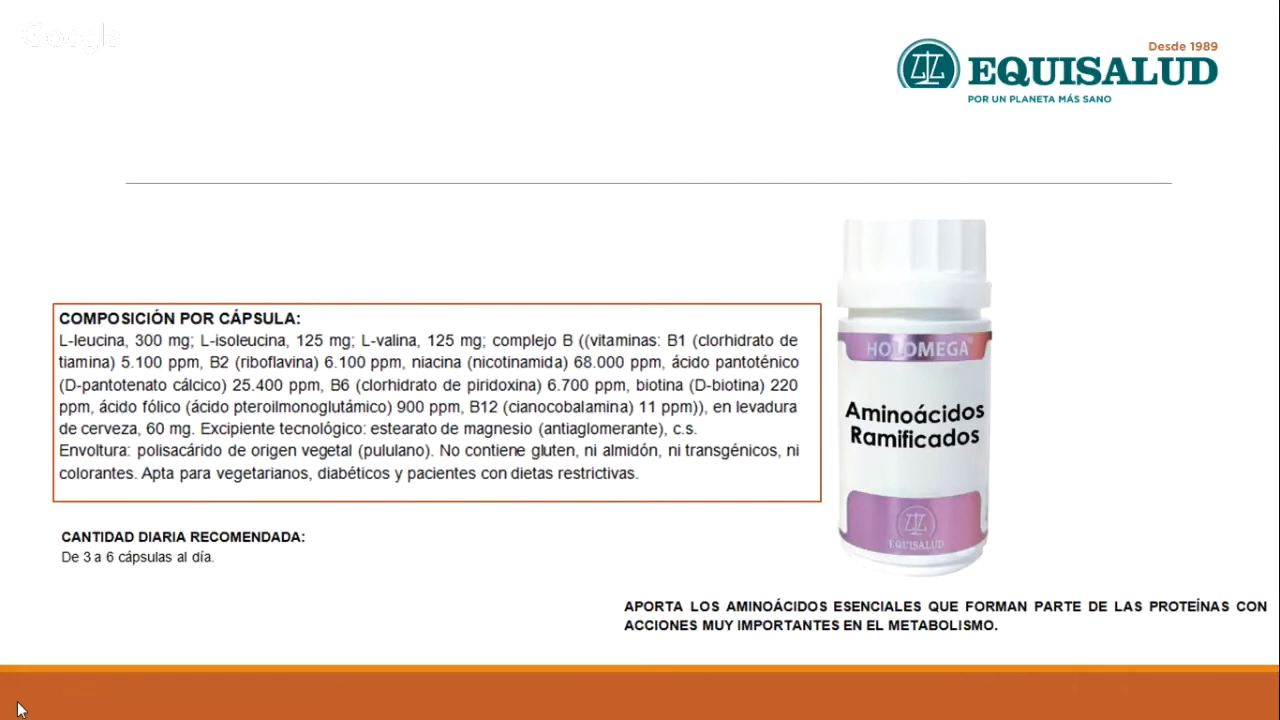 Google
Desde 1989
EQUISALUD
POR UN PLANETA MÁS SANO
COMPOSICIÓN POR CÁPSULA:
L-leucina, 300 mg; L-isoleucina, 125 mg; L-valina, 125 mg; complejo B ((vitaminas: B1 (clorhidrato de
tiamina) 5.100 ppm, B2 (riboflavina) 6.100 ppm, niacina (nicotinamida) 68.000 ppm, ácido pantoténico
(D-pantotenato cálcico) 25.400 ppm, B6 (clorhidrato de piridoxina) 6.700 ppm, biotina (D-biotina) 220
ppm, ácido fólico (ácido pteroilmonoglutámico) 900 ppm, B12 (cianocobalamina) 11 ppm)), en levadura
de cerveza, 60 mg. Excipiente tecnológico: estearato de magnesio (antiaglomerante), c.s.
Envoltura: polisacárido de origen vegetal (pululano). No contiene gluten, ni almidón, ni transgénicos, ni
colorantes. Apta para vegetarianos, diabéticos y pacientes con dietas restrictivas.
HOLOMEGA
Aminoácidos
Ramificados
EQUISALUD
CANTIDAD DIARIA RECOMENDADA:
De 3 a 6 cápsulas al día.
APORTA LOS AMINOÁCIDOS ESENCIALES QUE FORMAN PARTE DE LAS PROTEÍNAS CON
ACCIONES MUY IMPORTANTES EN EL METABOLISMO.